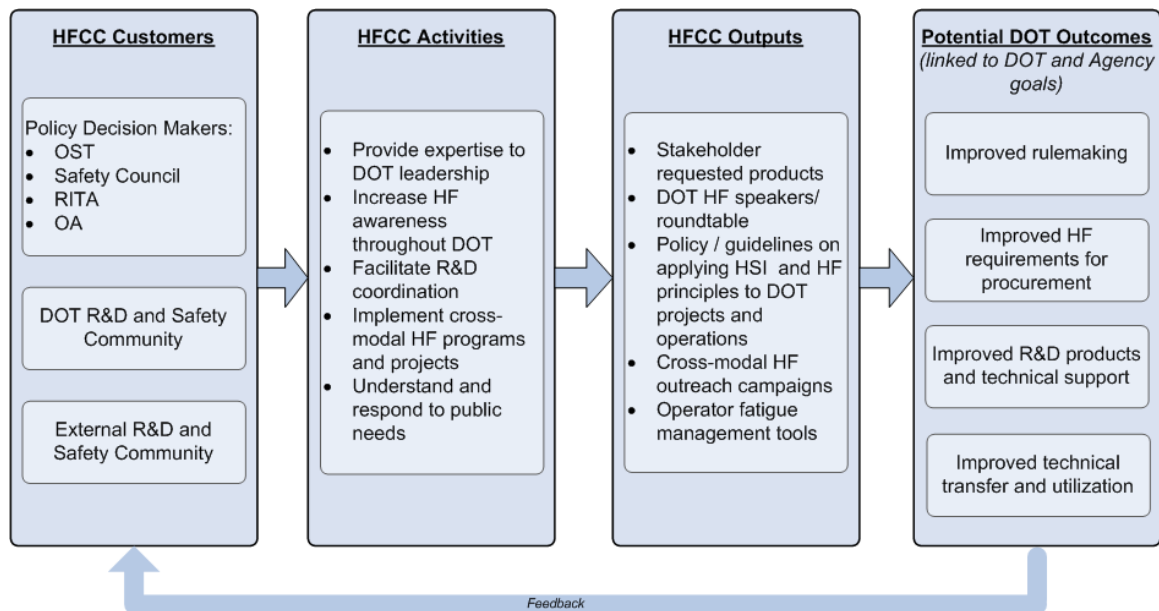 HFCC Customers
Policy Decision Makers:
• OST
• Safety Council
• RITA
• OA
DOT R&D and Safety
Community
External R&D and
Safety Community
HFCC Activities
• Provide expertise to
DOT leadership
• Increase HF
awareness
throughout DOT
• Facilitate R&D
coordination
• Implement cross-
modal HF programs
and projects
• Understand and
respond to public
needs
HFCC Outputs
• Stakeholder
requested products
• DOT HF speakers/
roundtable
• Policy / guidelines on
applying HSI and HF
principles to DOT
projects and
operations
• Cross-modal HF
outreach campaigns
• Operator fatigue
management tools
Potential DOT Outcomes
(linked to DOT and Agency
goals)
Improved rulemaking
Improved HF
requirements for
procurement
Improved R&D products
and technical support
Improved technical
transfer and utilization
Feedback